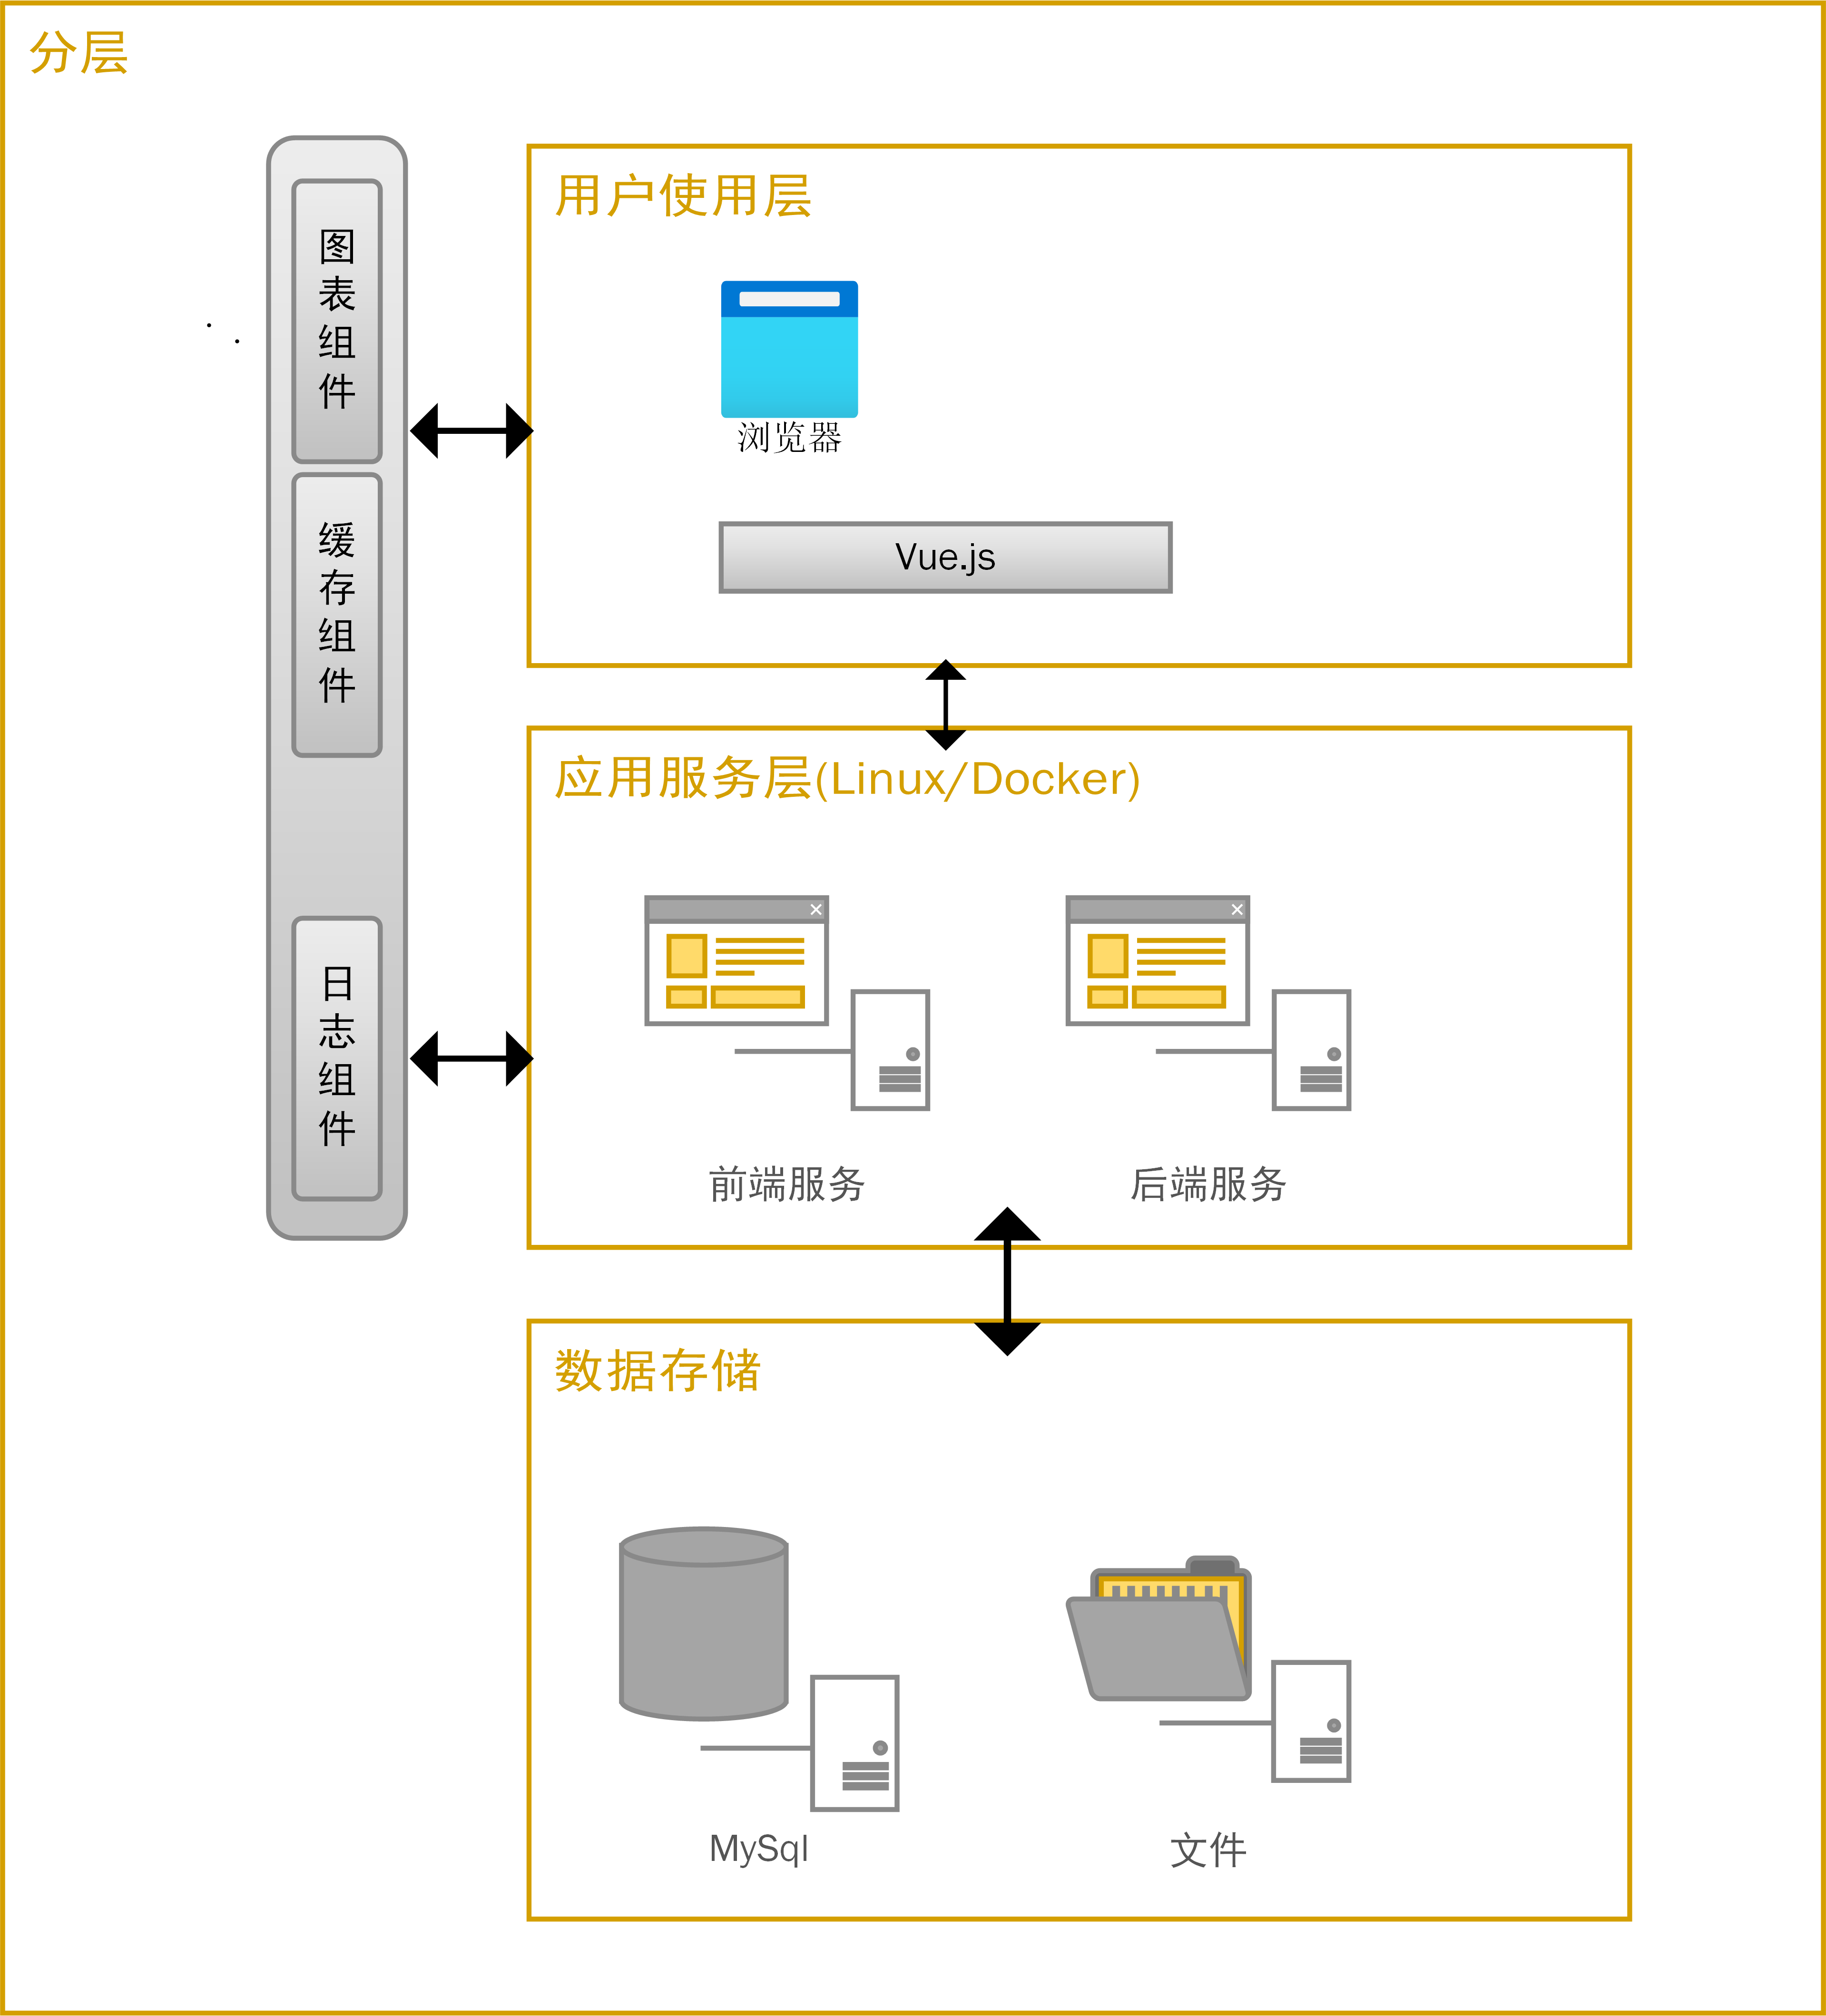 分层
图表组件
缓存组件
日志组件
用户使用层
浏览器
Vue.js
应用服务层(Linux/Docker)
前端服务
后端服务
数据存储
MySql
文件